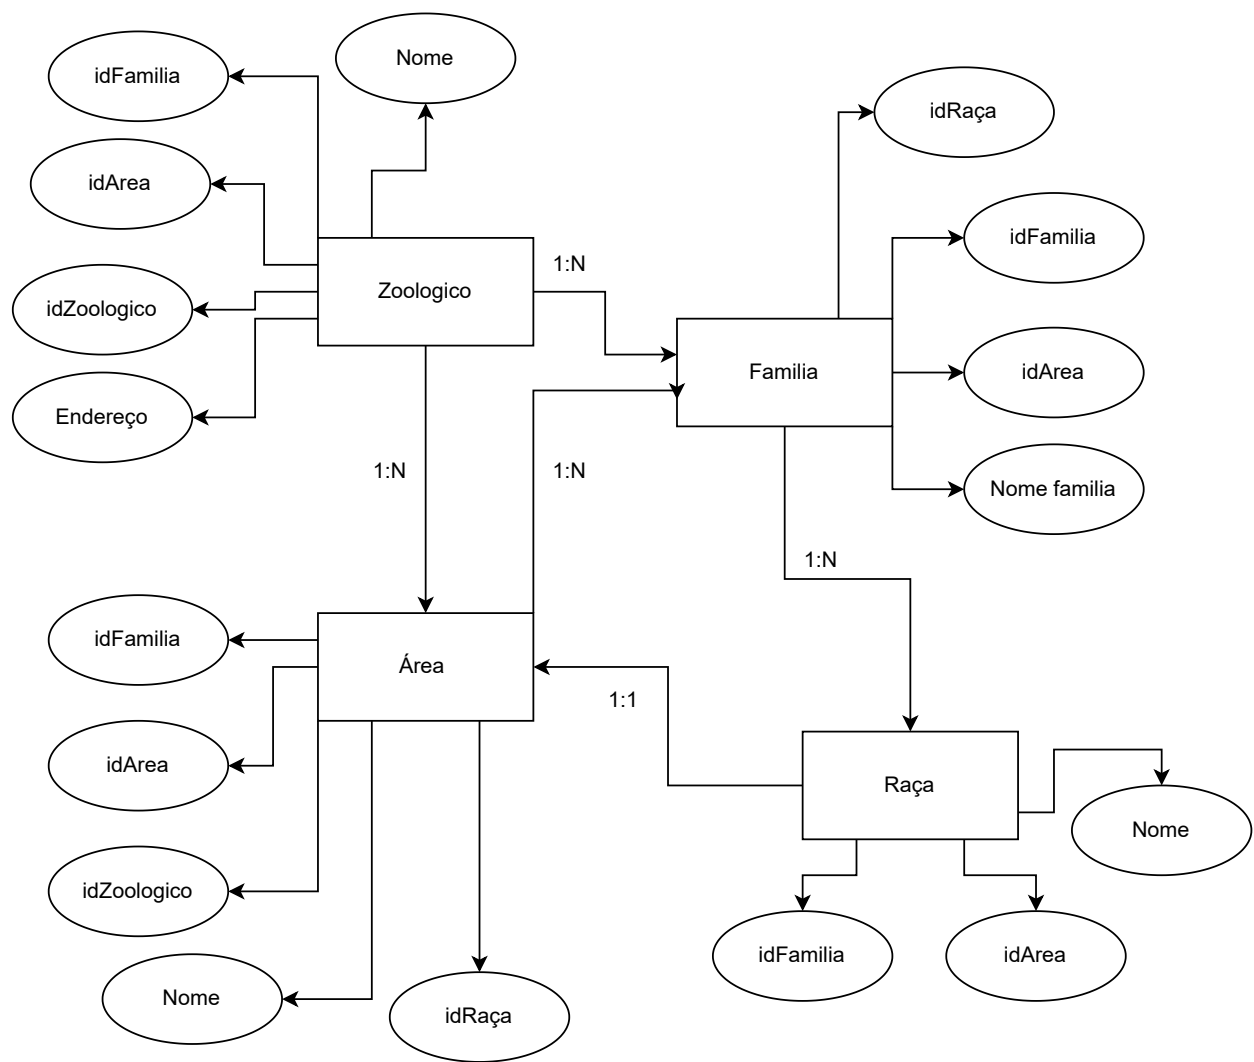 Nome
idFamilia
idRaça
idArea
idFamilia
1:N
Zoologico
idZoologico
Familia
idArea
Endereço
1:N
1:N
Nome familia
1:N
idFamilia
Área
1:1
idArea
Raça
Nome
idZoologico
idFamilia
idArea
Nome
idRaça